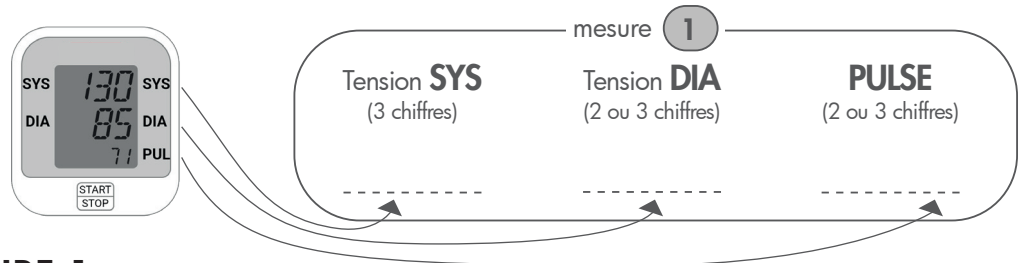 SYS 130 SYS
DIA 85 DIA
71 PUL
START
STOP
mesure 1
Tension SYS
(3 chiffres)
Tension DIA
(2 ou 3 chiffres)
PULSE
(2 ou 3 chiffres)